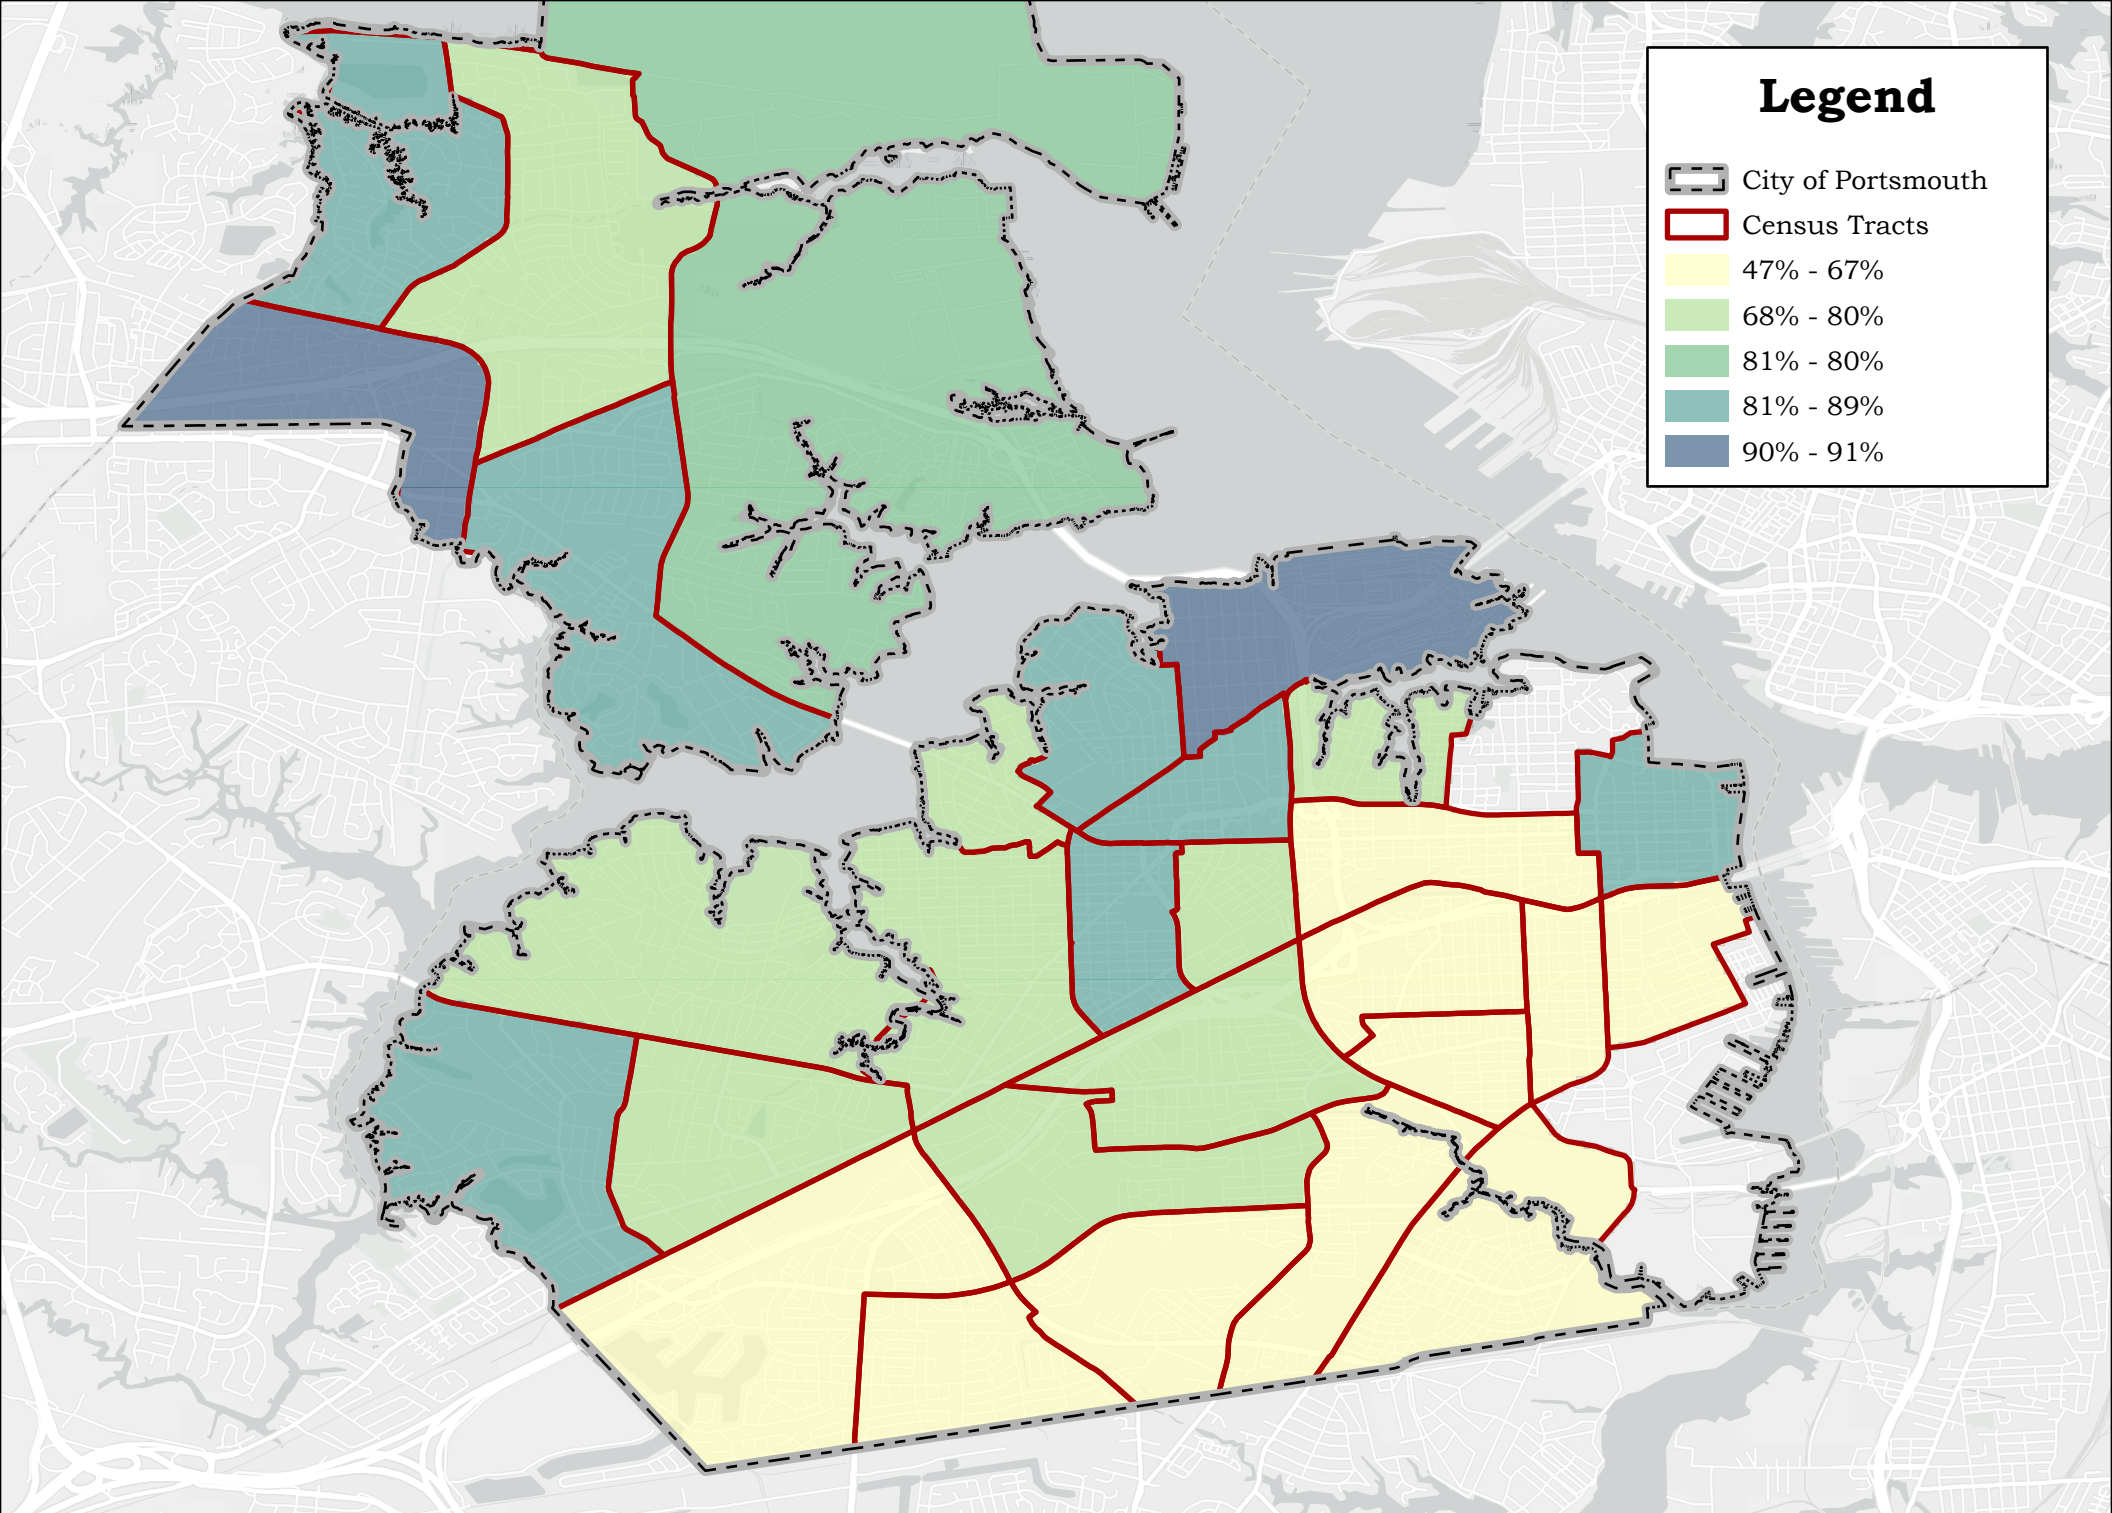 Legend
City of Portsmouth
Census Tracts
47% - 67%
68% - 80%
81% - 80%
81% - 89%
90% - 91%